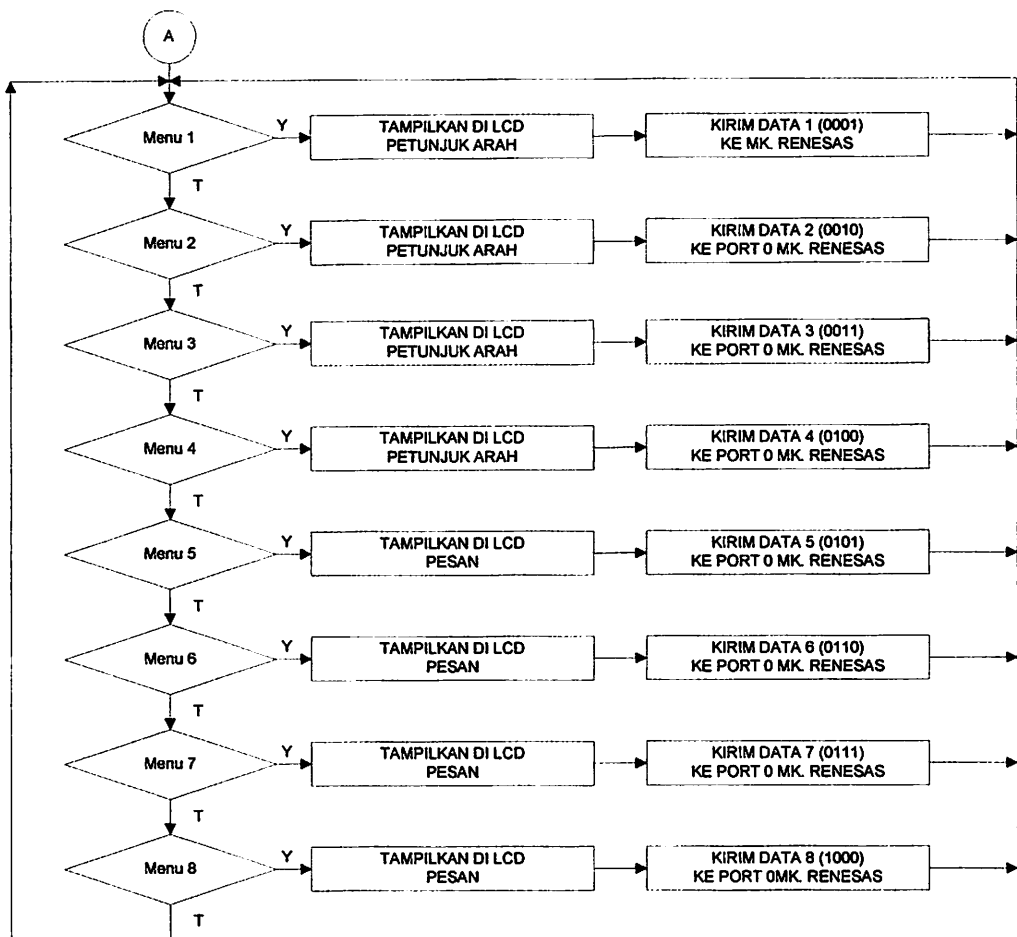 A
Menu 1
Y
TAMPILKAN DI LCD
PETUNJUK ARAH
KIRIM DATA 1 (0001)
KE MK. RENESAS
T
Menu 2
Y
TAMPILKAN DI LCD
PETUNJUK ARAH
KIRIM DATA 2 (0010)
KE PORT 0 MK. RENESAS
T
Menu 3
Y
TAMPILKAN DI LCD
PETUNJUK ARAH
KIRIM DATA 3 (0011)
KE PORT 0 MK. RENESAS
T
Menu 4
Y
TAMPILKAN DI LCD
PETUNJUK ARAH
KIRIM DATA 4 (0100)
KE PORT 0 MK. RENESAS
T
Menu 5
Y
TAMPILKAN DI LCD
PESAN
KIRIM DATA 5 (0101)
KE PORT 0 MK. RENESAS
T
Menu 6
Y
TAMPILKAN DI LCD
PESAN
KIRIM DATA 6 (0110)
KE PORT 0 MK. RENESAS
T
Menu 7
Y
TAMPILKAN DI LCD
PESAN
KIRIM DATA 7 (0111)
KE PORT 0 MK. RENESAS
T
Menu 8
Y
TAMPILKAN DI LCD
PESAN
KIRIM DATA 8 (1000)
KE PORT 0MK. RENESAS
T